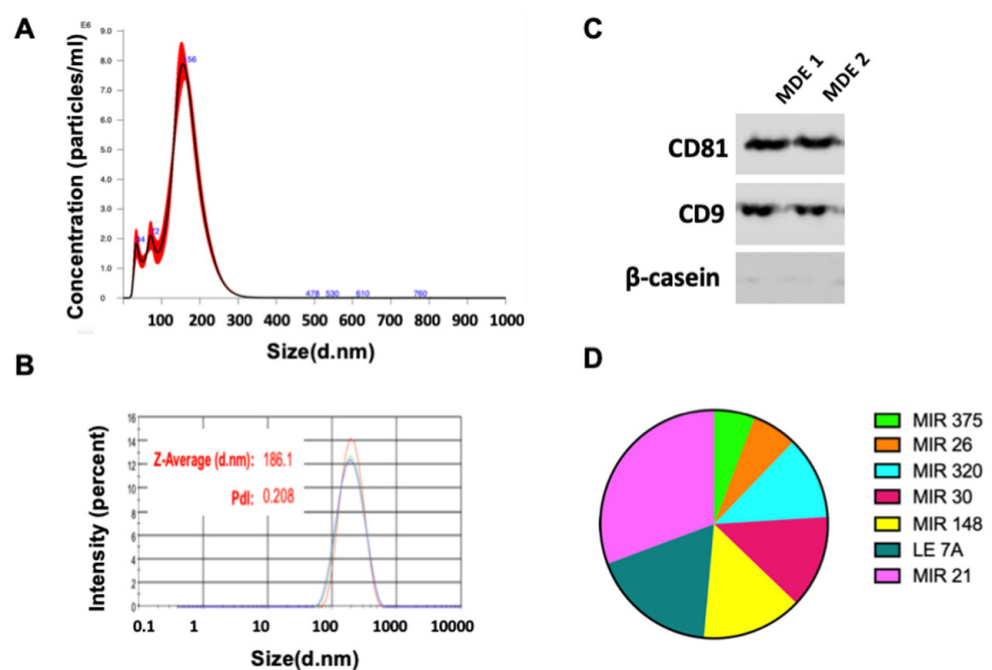 A
E6
Concentration (particles/ml)
9.0
8.0
7.0
6.0
5.0
4.0
3.0
2.0
1.0
0
72
156
478 530 610 760
100 200 300 400 500 600 700 800 900 1000
Size(d.nm)
B
Intensity (percent)
16
14
12
10
8
6
4
2
0
Z-Average (d.nm): 186.1
PdI: 0.208
0.1 1 10 100 1000 10000
Size(d.nm)
C
MDE 1
MDE 2
CD81
CD9
β-casein
D
MIR 375
MIR 26
MIR 320
MIR 30
MIR 148
LE 7A
MIR 21